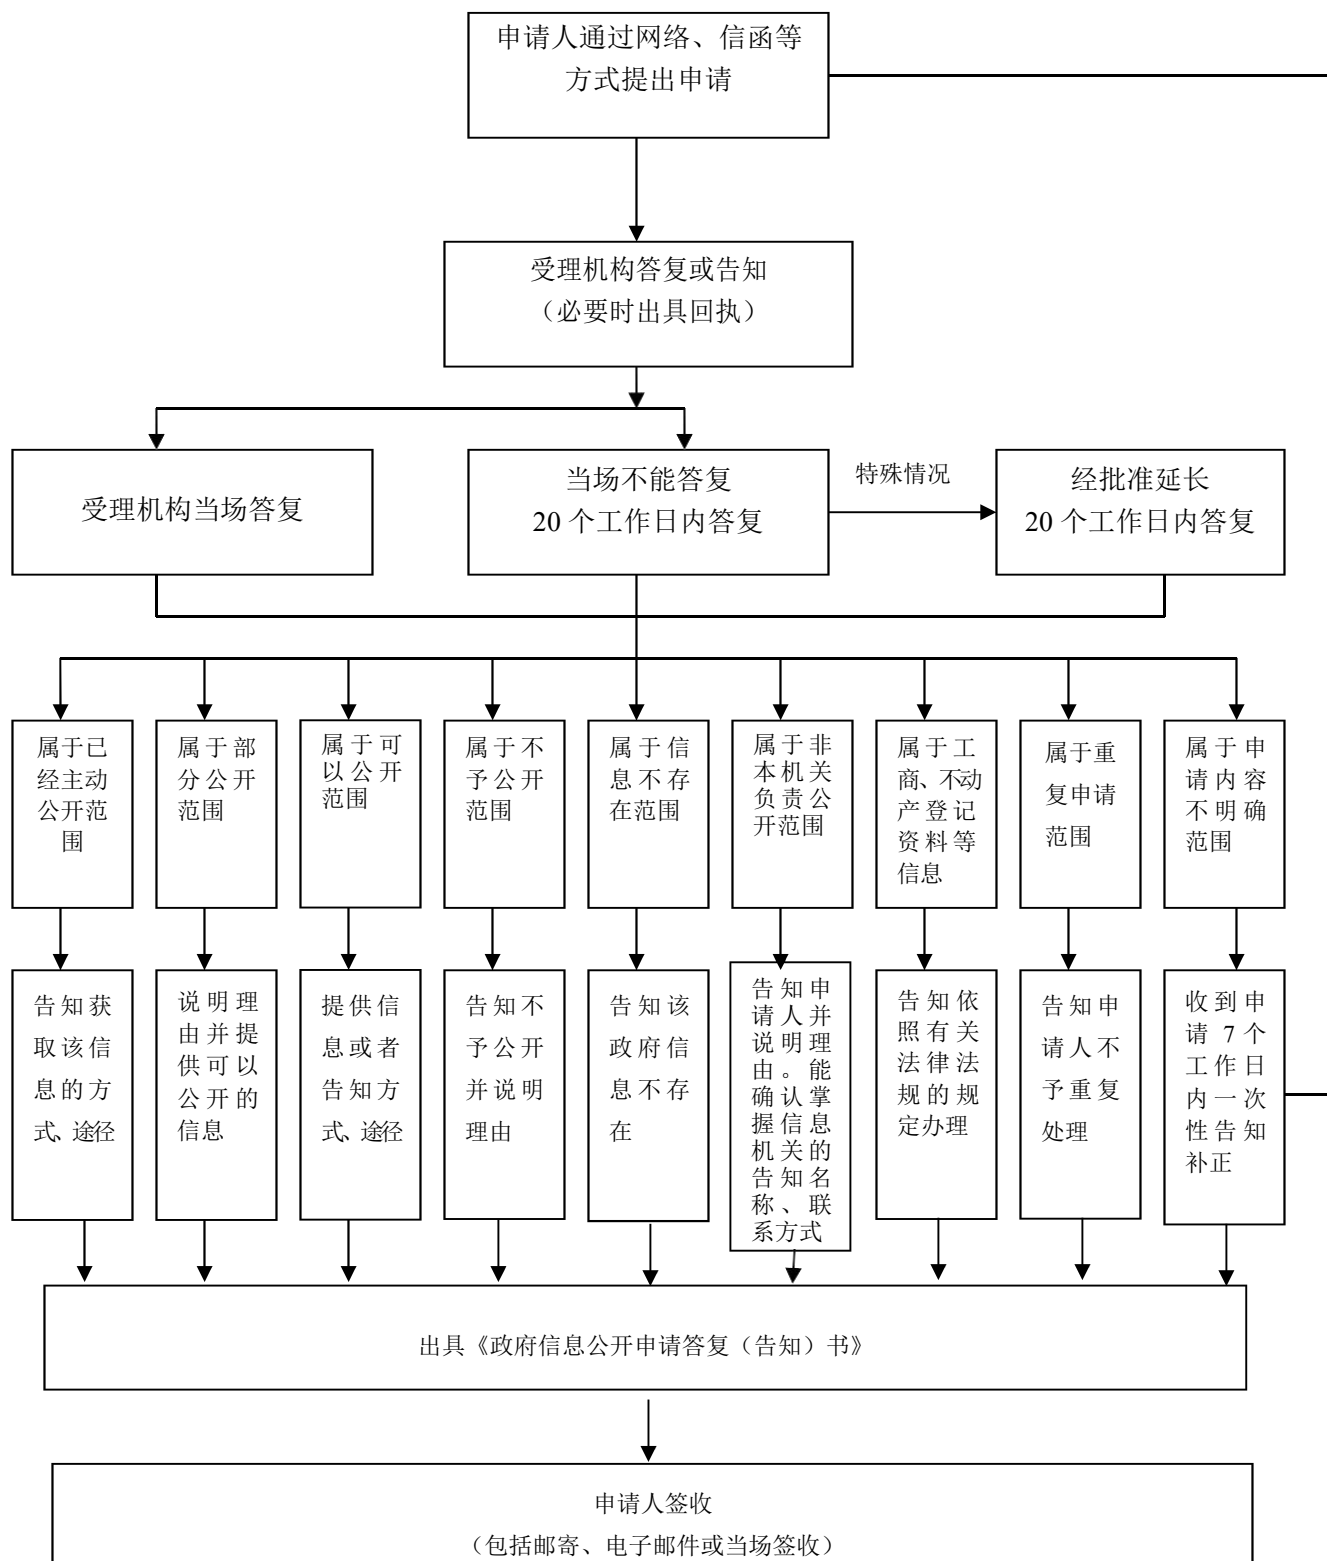 申请人通过网络、信函等
方式提出申请
受理机构答复或告知
（必要时出具回执）
受理机构当场答复
当场不能答复
20 个工作日内答复
特殊情况
经批准延长
20 个工作日内答复
属于已
经主动
公开范
围
属于部
分公开
范围
属于可
以公开
范围
属于不
予公开
范围
属于信
息不存
在范围
属于非
本机关
负责公
开范围
属于工
商、不动
产登记
资料等
信息
属于重
复申请
范围
属于申
请内容
不明确
范围
告知获
取该信
息的方
式、途径
说明理
由并提
供可以
公开的
信息
提供信
息或者
告知方
式、途径
告知不
予公开
并说明
理由
告知该
政府信
息不存
在
告知申
请人并
说明理
由。能
确认掌
握信息
机关的
告知名
称、联
系方式
告知依
照有关
法律法
规的规
定办理
告知申
请人不
予重复
处理
收到申
请 7 个
工作日
内一次
性告知
补正
出具《政府信息公开申请答复（告知）书》
申请人签收
（包括邮寄、电子邮件或当场签收）